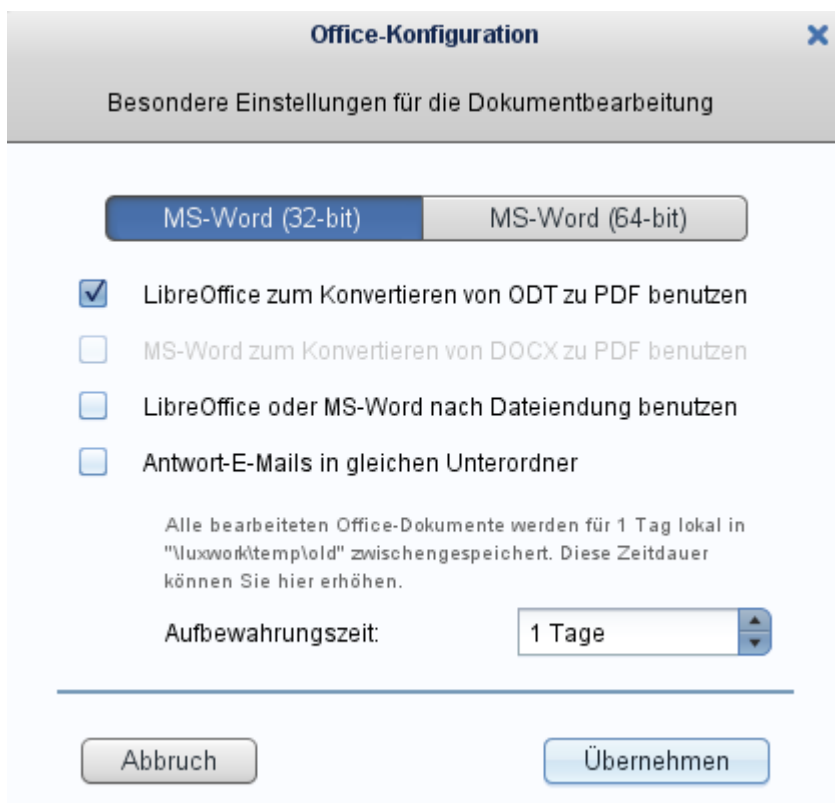 Office-Konfiguration
Besondere Einstellungen für die Dokumentbearbeitung
MS-Word (32-bit) MS-Word (64-bit)
LibreOffice zum Konvertieren von ODT zu PDF benutzen
MS-Word zum Konvertieren von DOCX zu PDF benutzen
LibreOffice oder MS-Word nach Dateiendung benutzen
Antwort-E-Mails in gleichen Unterordner
Alle bearbeiteten Office-Dokumente werden für 1 Tag lokal in
"\luxwork\temp\old" zwischengespeichert. Diese Zeitdauer
können Sie hier erhöhen.
Aufbewahrungszeit: 1 Tage
Abbruch Übernehmen